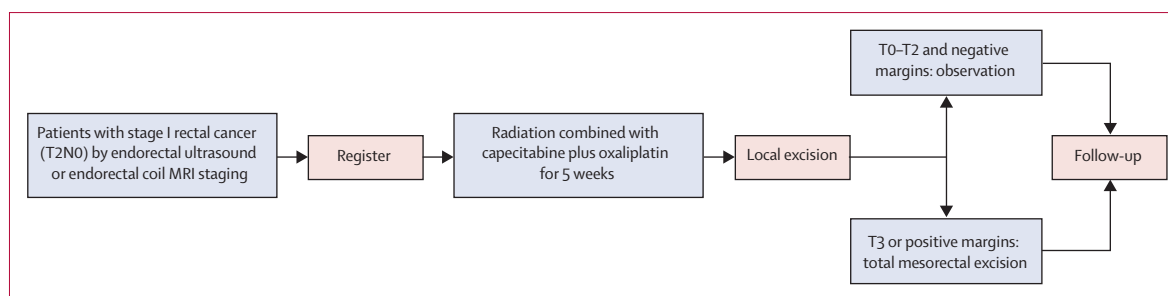 Patients with stage I rectal cancer
(T2N0) by endorectal ultrasound
or endorectal coil MRI staging
Register
Radiation combined with
capecitabine plus oxaliplatin
for 5 weeks
Local excision
T0–T2 and negative
margins: observation
T3 or positive margins:
total mesorectal excision
Follow-up